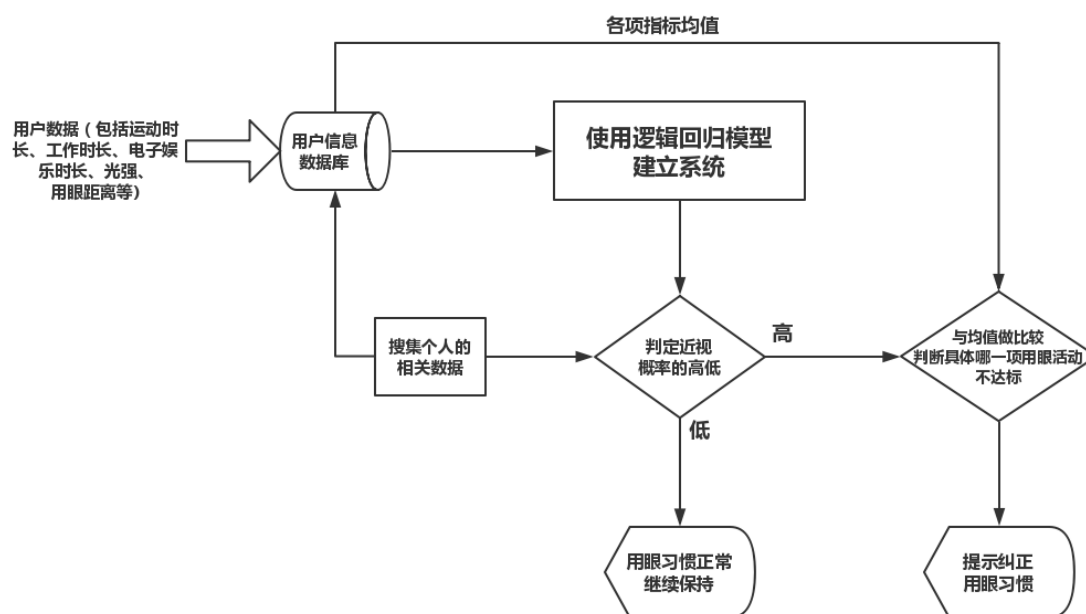 各项指标均值
用户数据（包括运动时
长、工作时长、电子娱
乐时长、光强、
用眼距离等）
用户信息
数据库
使用逻辑回归模型
建立系统
搜集个人的
相关数据
判定近视
概率的高低
高
低
与均值做比较
判断具体哪一项用眼活动
不达标
用眼习惯正常
继续保持
提示纠正
用眼习惯